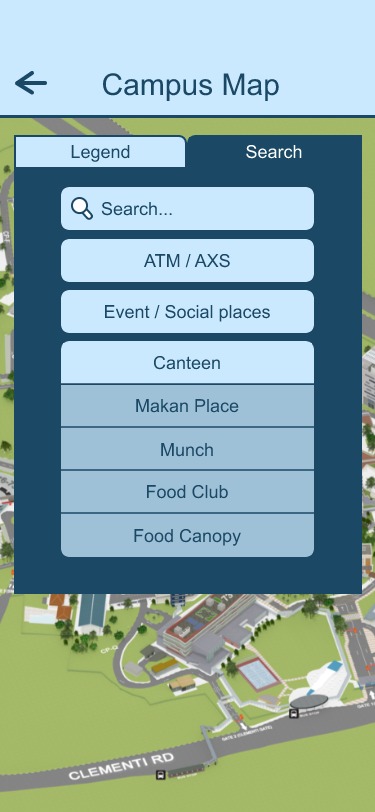 Campus Map
Legend
Search
Search...
ATM / AXS
Event / Social places
Canteen
Makan Place
Munch
Food Club
Food Canopy
CLEMENTI RD